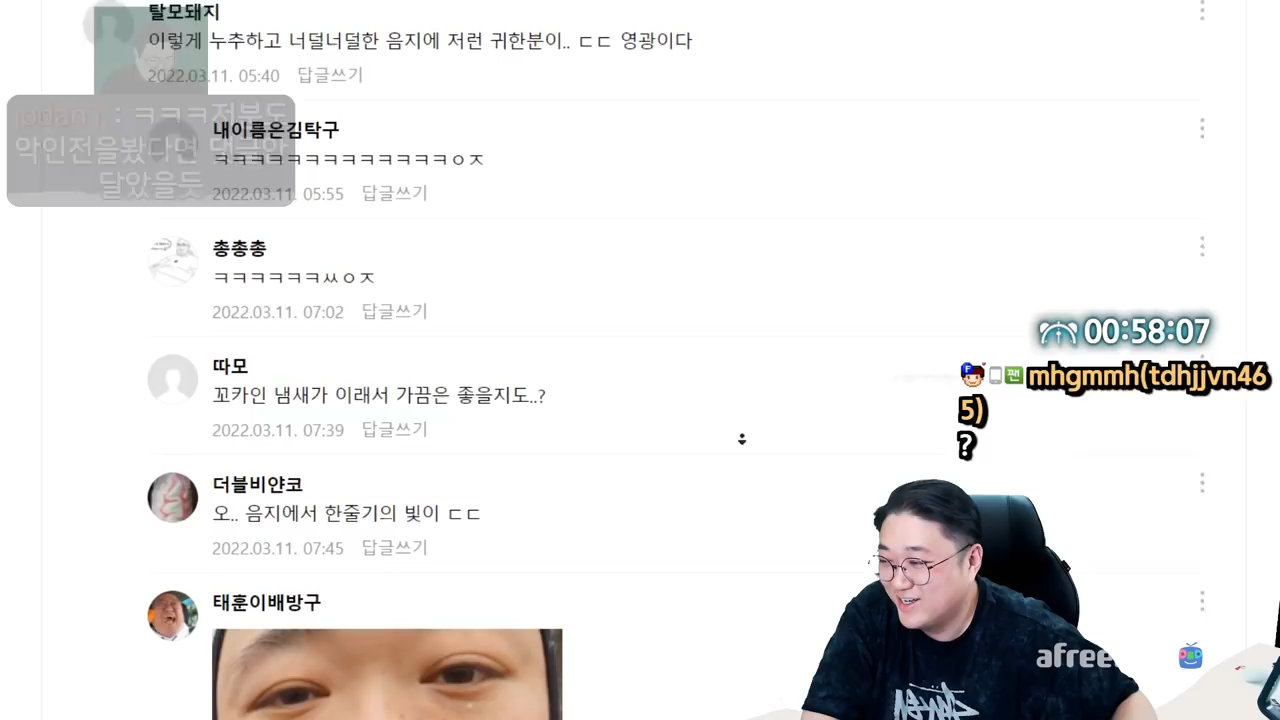 탈모돼지
이렇게 누추하고 너덜너덜한 음지에 저런 귀한분이.. ㄷㄷ 영광이다
2022.03.11. 05:40 답글쓰기
: ㅋㅋㅋ저분도
악인전을봤다면 댓글안
달았을듯
내이름은김탁구
ㅋㅋㅋㅋㅋㅋㅋㅋㅋㅋㅋㅋㅋㅇㅈ
2022.03.11. 05:55 답글쓰기
총총총
ㅋㅋㅋㅋㅋㅋㅆㅇㅈ
2022.03.11. 07:02 답글쓰기
00:58:07
따모
꼬카인 냄새가 이래서 가끔은 좋을지도..?
2022.03.11. 07:39 답글쓰기
F 팬 mhgmmh(tdhjjvn46
5)
?
더블비얀코
오.. 음지에서 한줄기의 빛이 ㄷㄷ
2022.03.11. 07:45 답글쓰기
태훈이배방구
afree